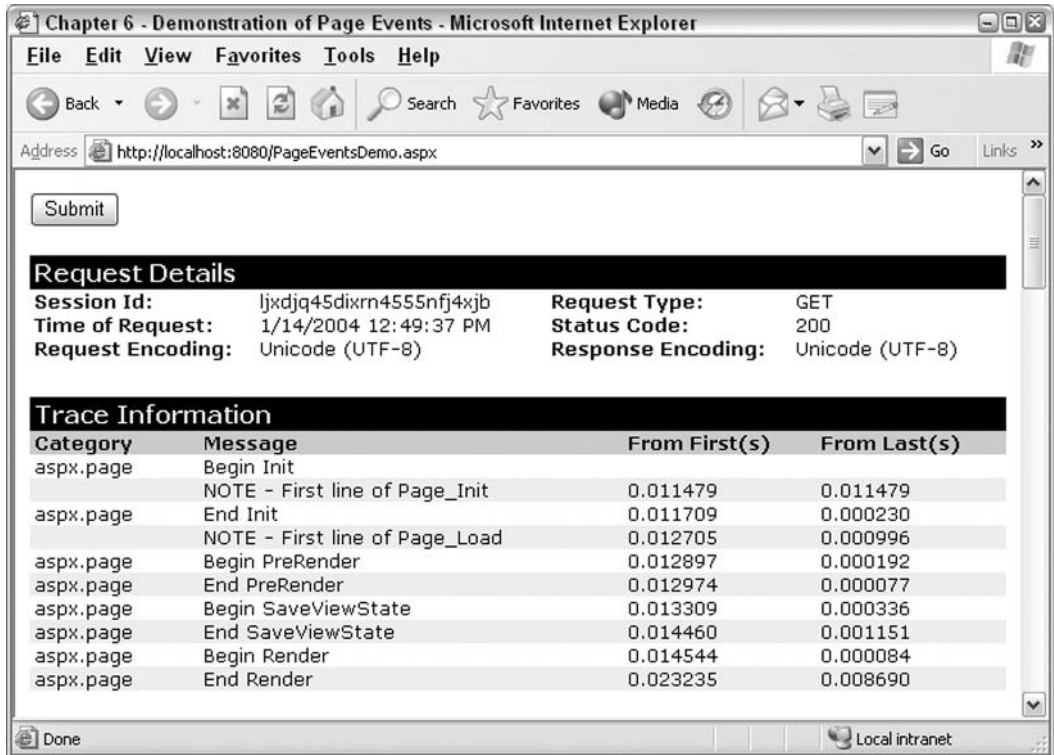 Chapter 6 - Demonstration of Page Events - Microsoft Internet Explorer
File Edit View Favorites Tools Help
Back Search Favorites Media
Address http://localhost:8080/PageEventsDemo.aspx Go Links »
Submit
Request Details
Session Id: ljxdjq45dixrn4555nfj4xjb Request Type: GET
Time of Request: 1/14/2004 12:49:37 PM Status Code: 200
Request Encoding: Unicode (UTF-8) Response Encoding: Unicode (UTF-8)
Trace Information
Category Message From First(s) From Last(s)
aspx.page Begin Init
NOTE - First line of Page_Init 0.011479 0.011479
aspx.page End Init 0.011709 0.000230
NOTE - First line of Page_Load 0.012705 0.000996
aspx.page Begin PreRender 0.012897 0.000192
aspx.page End PreRender 0.012974 0.000077
aspx.page Begin SaveViewState 0.013309 0.000336
aspx.page End SaveViewState 0.014460 0.001151
aspx.page Begin Render 0.014544 0.000084
aspx.page End Render 0.023235 0.008690
Done Local intranet